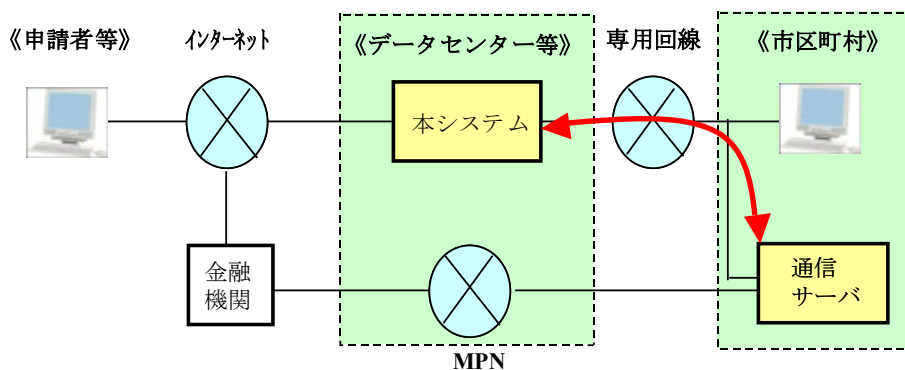 《申請者等》
インターネット
《データセンター等》
専用回線
《市区町村》
本システム
金融
機関
通信
サーバ
MPN